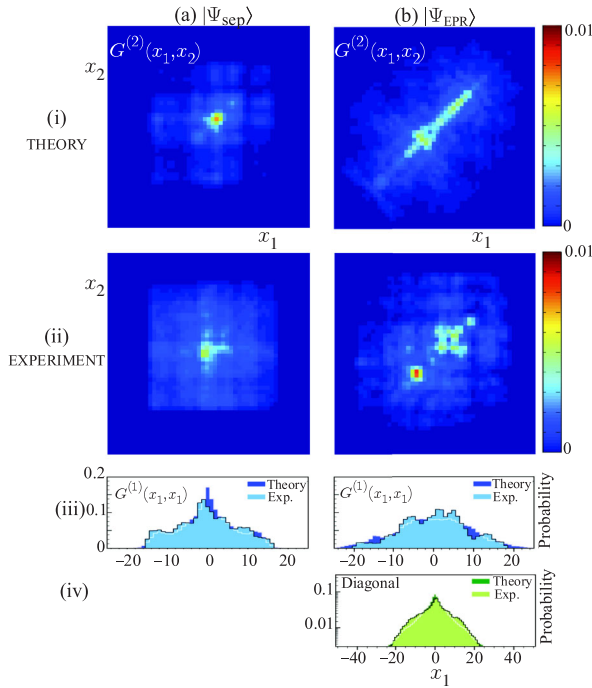 (a) |Ψsep⟩ (b) |ΨEPR⟩
G(2)(x1,x2) G(2)(x1,x2) 0.01
x2
(i)
THEORY
0
x1 x1
x2 0.01
(ii)
EXPERIMENT
0
0.2 G(1)(x1,x1) Theory G(1)(x1,x1) Theory
(iii) 0.1 Exp. Exp. Probability
0
−20 −10 0 10 20 −20 −10 0 10 20
(iv) 0.1 Diagonal Theory
Exp. Probability
0.01
−40 −20 0 20 40
x1